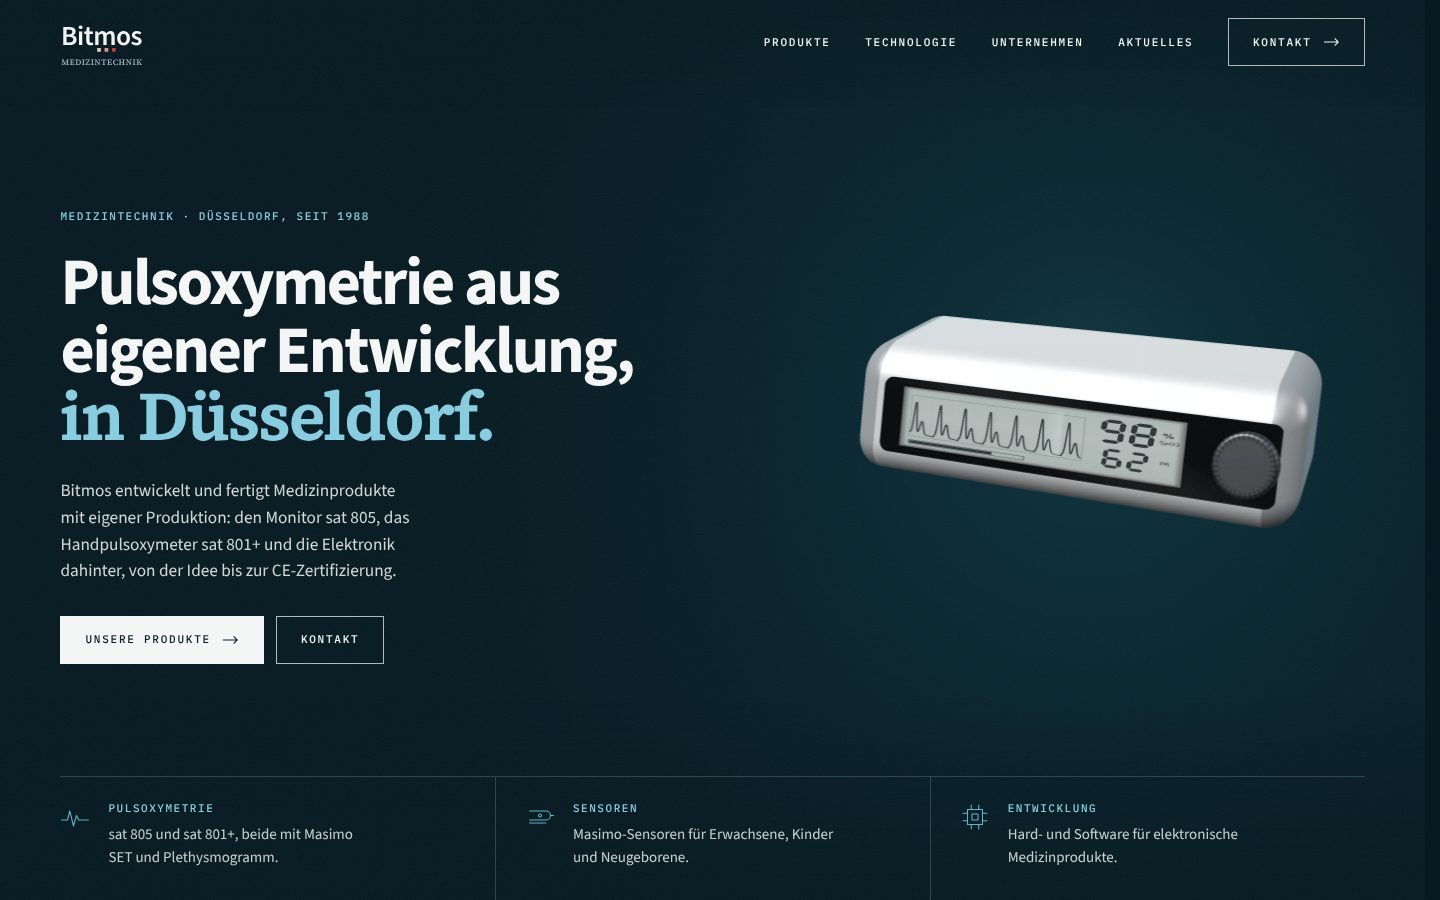 Bitmos
MEDIZINTECHNIK
PRODUKTE
TECHNOLOGIE
UNTERNEHMEN
AKTUELLES
KONTAKT
MEDIZINTECHNIK · DÜSSELDORF, SEIT 1988
Pulsoxymetrie aus
eigener Entwicklung,
in Düsseldorf.
Bitmos entwickelt und fertigt Medizinprodukte
mit eigener Produktion: den Monitor sat 805, das
Handpulsoxymeter sat 801+ und die Elektronik
dahinter, von der Idee bis zur CE-Zertifizierung.
UNSERE PRODUKTE
KONTAKT
98 % SpO2
62 PR
PULSOXYMETRIE
sat 805 und sat 801+, beide mit Masimo
SET und Plethysmogramm.
SENSOREN
Masimo-Sensoren für Erwachsene, Kinder
und Neugeborene.
ENTWICKLUNG
Hard- und Software für elektronische
Medizinprodukte.